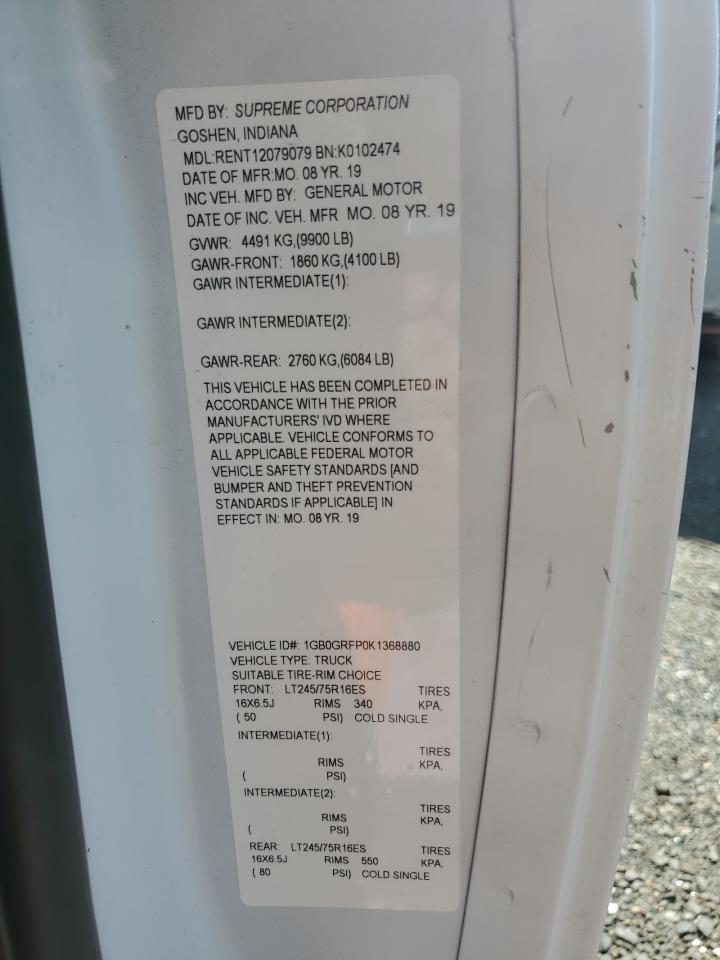 MFD BY: SUPREME CORPORATION
GOSHEN, INDIANA
MDL:RENT12079079 BN:K0102474
DATE OF MFR:MO. 08 YR. 19
INC VEH. MFD BY: GENERAL MOTOR
DATE OF INC. VEH. MFR MO. 08 YR. 19
GVWR: 4491 KG,(9900 LB)
GAWR-FRONT: 1860 KG,(4100 LB)
GAWR INTERMEDIATE(1):
GAWR INTERMEDIATE(2):
GAWR-REAR: 2760 KG,(6084 LB)
THIS VEHICLE HAS BEEN COMPLETED IN
ACCORDANCE WITH THE PRIOR
MANUFACTURERS' IVD WHERE
APPLICABLE. VEHICLE CONFORMS TO
ALL APPLICABLE FEDERAL MOTOR
VEHICLE SAFETY STANDARDS [AND
BUMPER AND THEFT PREVENTION
STANDARDS IF APPLICABLE] IN
EFFECT IN: MO. 08 YR. 19
VEHICLE ID#: 1GB0GRFP0K1368880
VEHICLE TYPE: TRUCK
SUITABLE TIRE-RIM CHOICE
FRONT: LT245/75R16ES TIRES
16X6.5J RIMS 340 KPA,
( 50 PSI) COLD SINGLE
INTERMEDIATE(1):
TIRES
RIMS KPA,
( PSI)
INTERMEDIATE(2):
TIRES
RIMS KPA,
( PSI)
REAR: LT245/75R16ES TIRES
16X6.5J RIMS 550 KPA,
( 80 PSI) COLD SINGLE